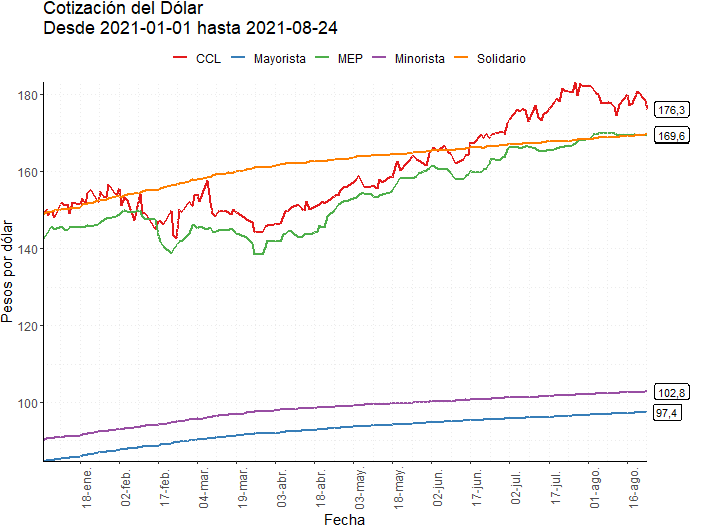 Cotización del Dólar
Desde 2021-01-01 hasta 2021-08-24
CCL Mayorista MEP Minorista Solidario
180
176,3
169,6
160
140
120
102,8
100
97,4
Pesos por dólar
18-ene. 02-feb. 17-feb. 04-mar. 19-mar. 03-abr. 18-abr. 03-may. 18-may. 02-jun. 17-jun. 02-jul. 17-jul. 01-ago. 16-ago.
Fecha